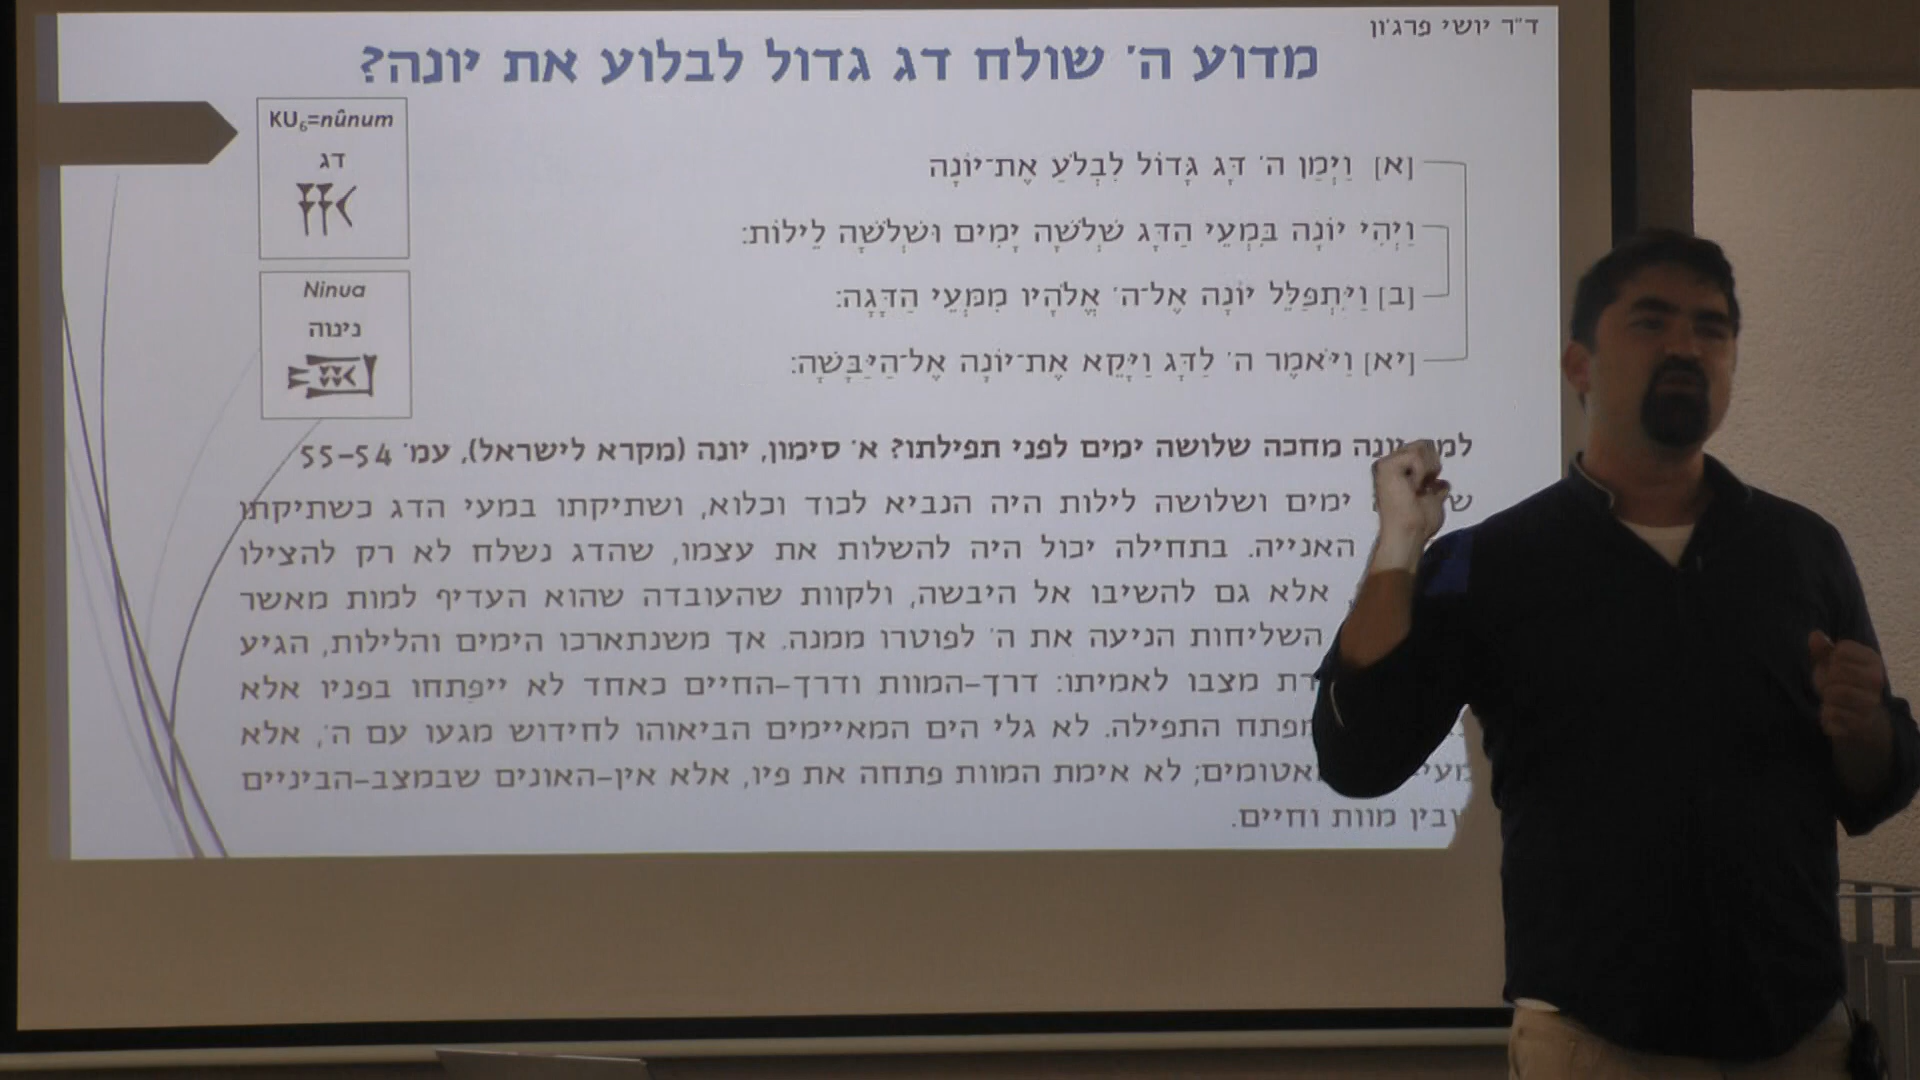 ד"ר יושי פרג'ון
מדוע ה' שולח דג גדול לבלוע את יונה?
KU₆=nûnum
דג
Ninua
נינוה
[א] וַיְמַן ה' דָּג גָּדוֹל לִבְלֹעַ אֶת־יוֹנָה
וַיְהִי יוֹנָה בִּמְעֵי הַדָּג שְׁלֹשָׁה יָמִים וּשְׁלֹשָׁה לֵילוֹת:
[ב] וַיִּתְפַּלֵּל יוֹנָה אֶל־ה' אֱלֹהָיו מִמְּעֵי הַדָּגָה:
[יא] וַיֹּאמֶר ה' לַדָּג וַיָּקֵא אֶת־יוֹנָה אֶל־הַיַּבָּשָׁה:
יונה מחכה שלושה ימים לפני תפילתו? א' סימון, יונה (מקרא לישראל), עמ' 54–55
ימים ושלושה לילות היה הנביא לכוד וכלוא, ושתיקתו במעי הדג כשתיקתו
האנייה. בתחילה יכול היה להשלות את עצמו, שהדג נשלח לא רק להצילו
אלא גם להשיבו אל היבשה, ולקוות שהעובדה שהוא העדיף למות מאשר
השליחות הניעה את ה' לפוטרו ממנה. אך משנתארכו הימים והלילות, הגיע
מצבו לאמיתו: דרך–המוות ודרך–החיים כאחד לא ייפָּתחו בפניו אלא
מפתח התפילה. לא גלי הים המאיימים הביאוהו לחידוש מגעו עם ה', אלא
לא אימת המוות פתחה את פיו, אלא אין–האונים שבמצב–הביניים
ובין מוות וחיים.